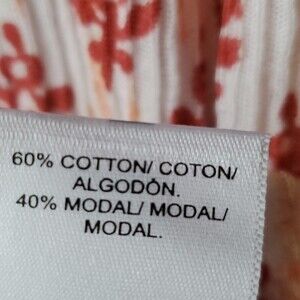 60% COTTON/ COTON/
ALGODÓN.
40% MODAL/ MODAL/
MODAL.